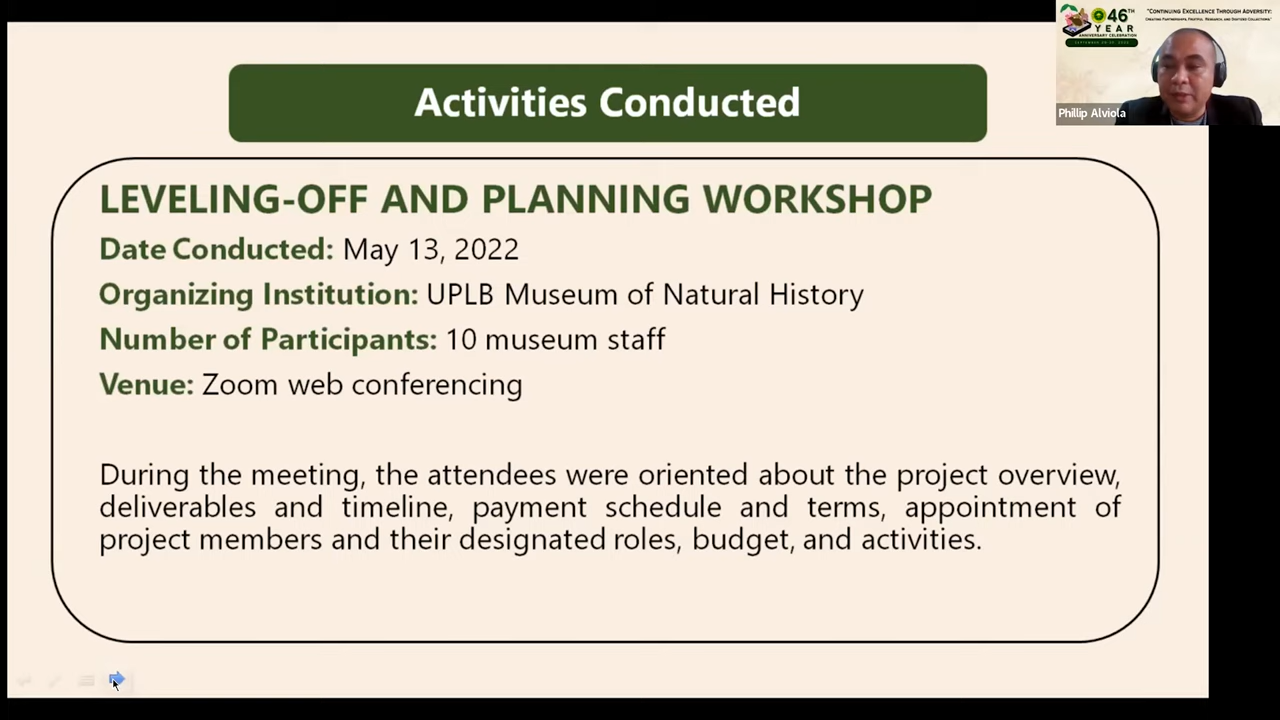 Activities Conducted
LEVELING-OFF AND PLANNING WORKSHOP
Date Conducted: May 13, 2022
Organizing Institution: UPLB Museum of Natural History
Number of Participants: 10 museum staff
Venue: Zoom web conferencing
During the meeting, the attendees were oriented about the project overview,
deliverables and timeline, payment schedule and terms, appointment of
project members and their designated roles, budget, and activities.
46TH
YEAR
ANNIVERSARY CELEBRATION
"CONTINUING EXCELLENCE THROUGH ADVERSITY:
Phillip Alviola